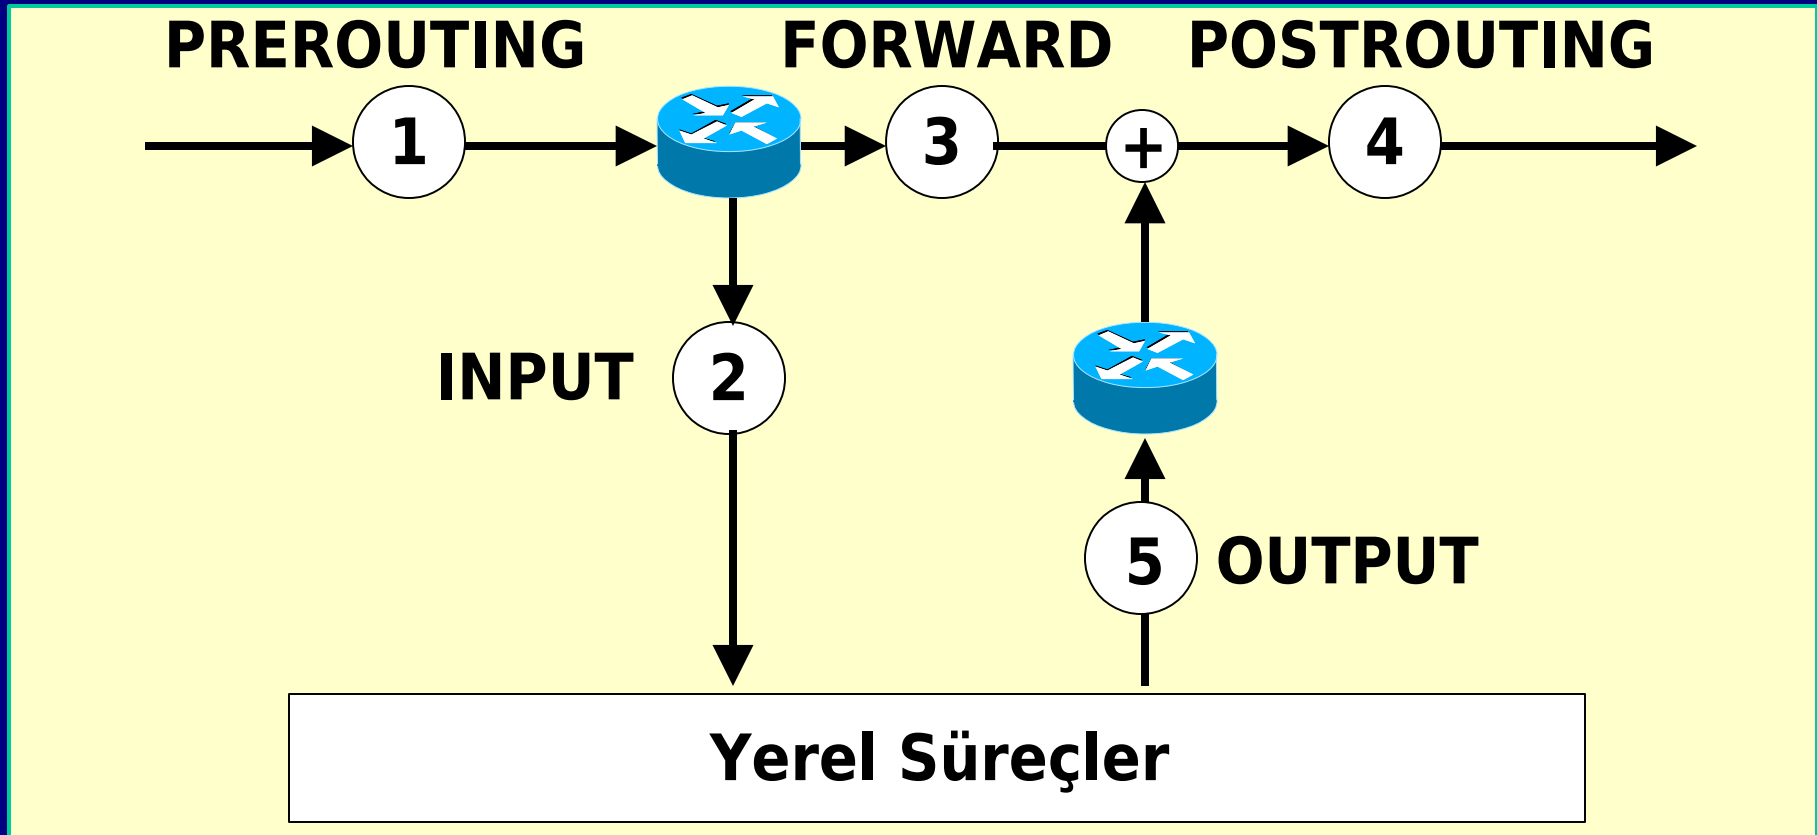 PREROUTING
FORWARD
POSTROUTING
1
3
+
4
INPUT
2
5
OUTPUT
Yerel Süreçler